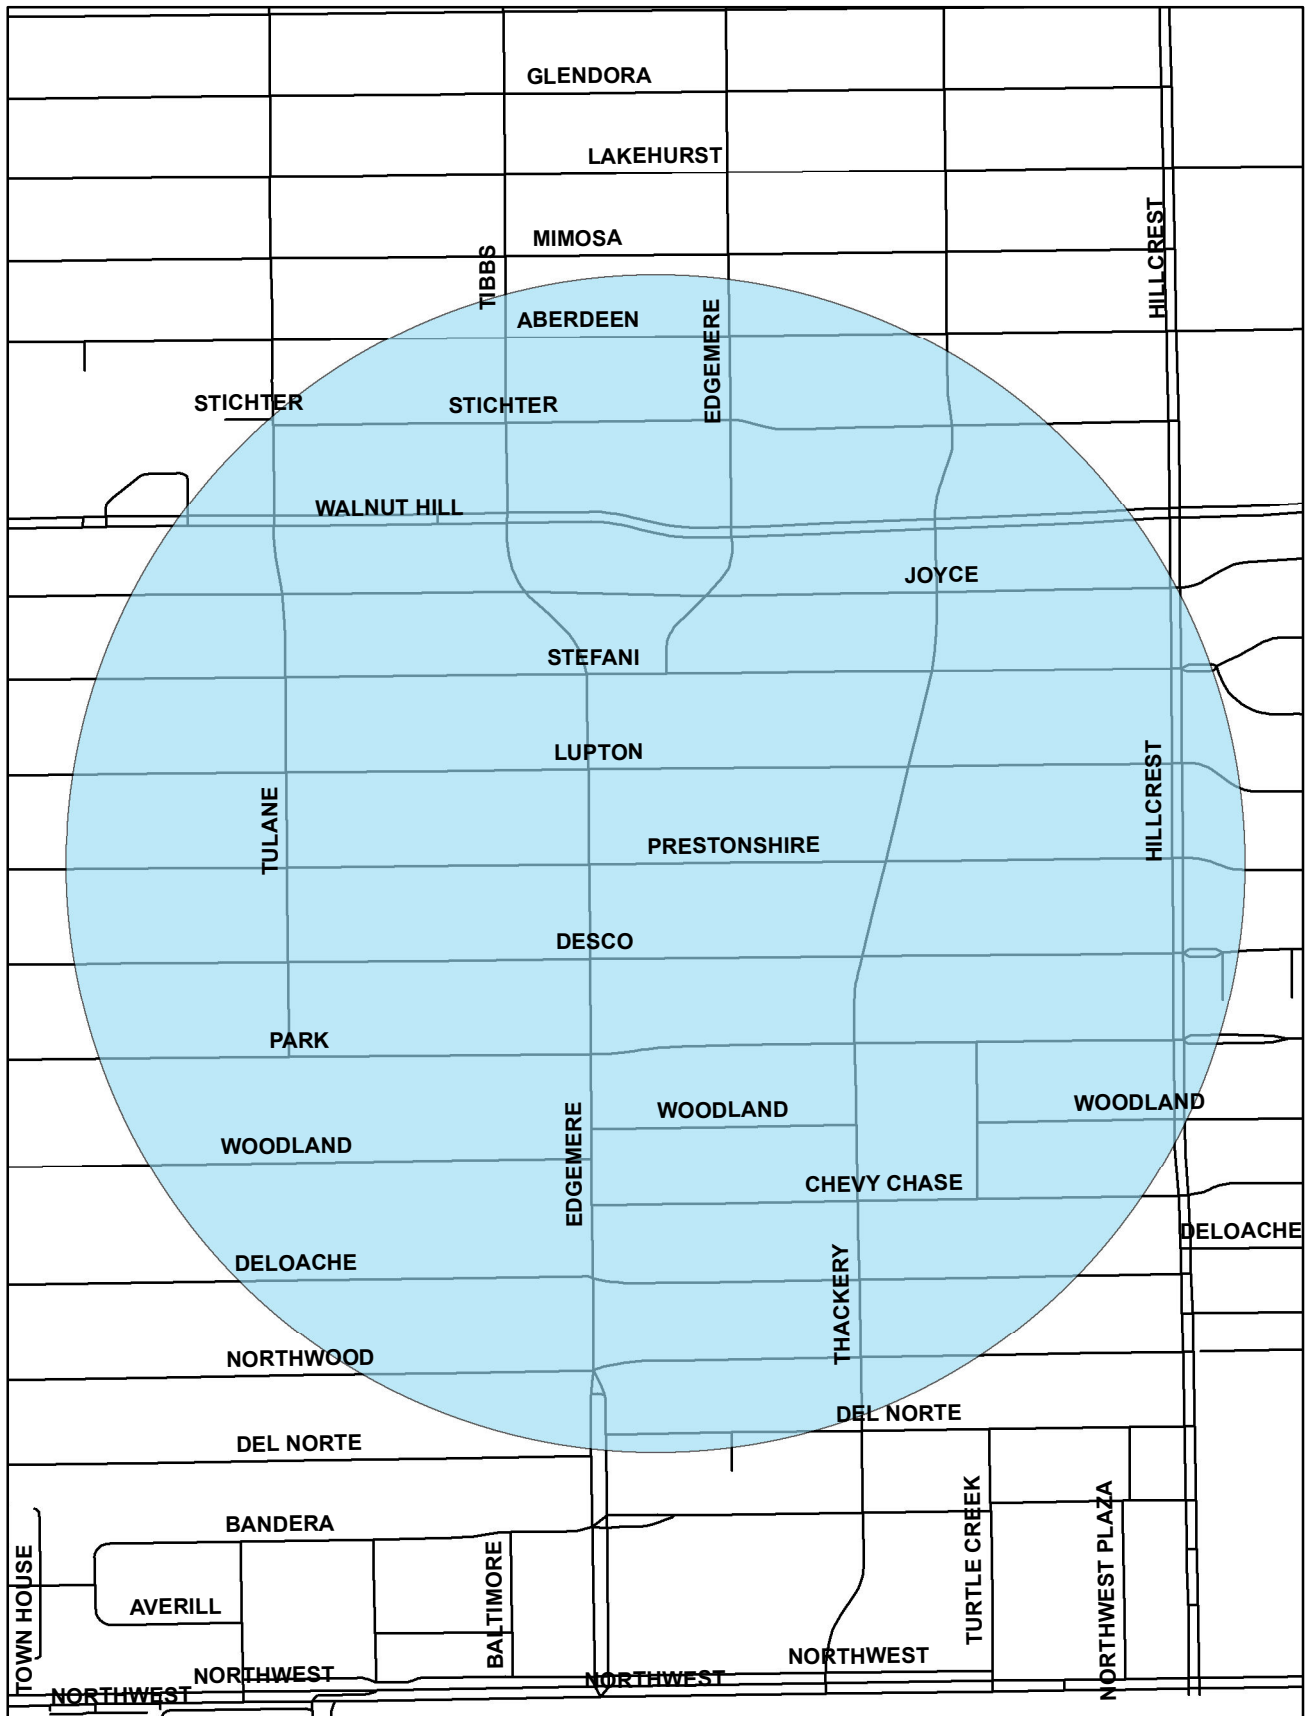 GLENDORA
LAKEHURST
MIMOSA
HILLCREST
TIBBS
ABERDEEN
EDGEMERE
STICHTER
STICHTER
WALNUT HILL
JOYCE
STEFANI
LUPTON
HILLCREST
TULANE
PRESTONSHIRE
DESCO
PARK
WOODLAND
WOODLAND
WOODLAND
EDGEMERE
CHEVY CHASE
DELOACHE
DELOACHE
THACKERY
NORTHWOOD
DEL NORTE
DEL NORTE
BANDERA
TURTLE CREEK
NORTHWEST PLAZA
TOWN HOUSE
BALTIMORE
AVERILL
NORTHWEST
NORTHWEST
NORTHWEST
NORTHWEST